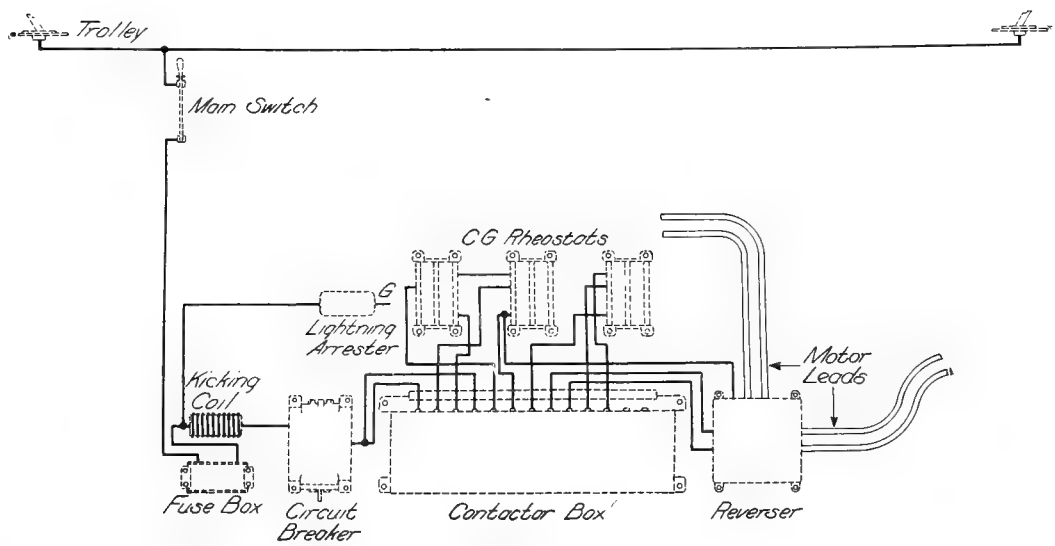 Trolley
Main Switch
CG Rheostats
G
Lightning
Arrester
Motor
Leads
Kicking
Coil
Fuse Box
Circuit
Breaker
Contactor Box
Reverser